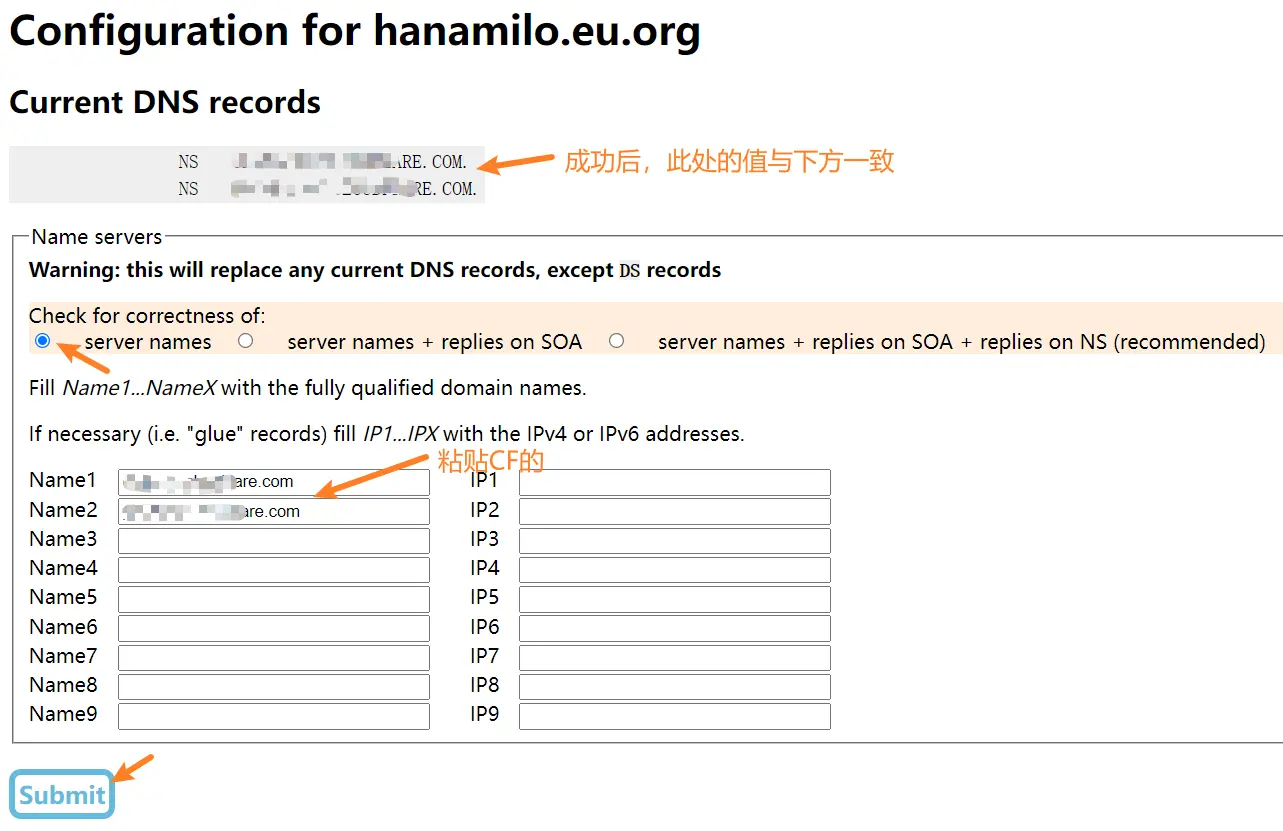 Configuration for hanamilo.eu.org
Current DNS records
NS ARE.COM.
成功后，此处的值与下方一致
NS RE.COM.
Name servers
Warning: this will replace any current DNS records, except DS records
Check for correctness of:
server names server names + replies on SOA server names + replies on SOA + replies on NS (recommended)
Fill Name1...NameX with the fully qualified domain names.
If necessary (i.e. "glue" records) fill IP1...IPX with the IPv4 or IPv6 addresses.
粘贴CF的
Name1 are.com IP1
Name2 are.com IP2
Name3 IP3
Name4 IP4
Name5 IP5
Name6 IP6
Name7 IP7
Name8 IP8
Name9 IP9
Submit